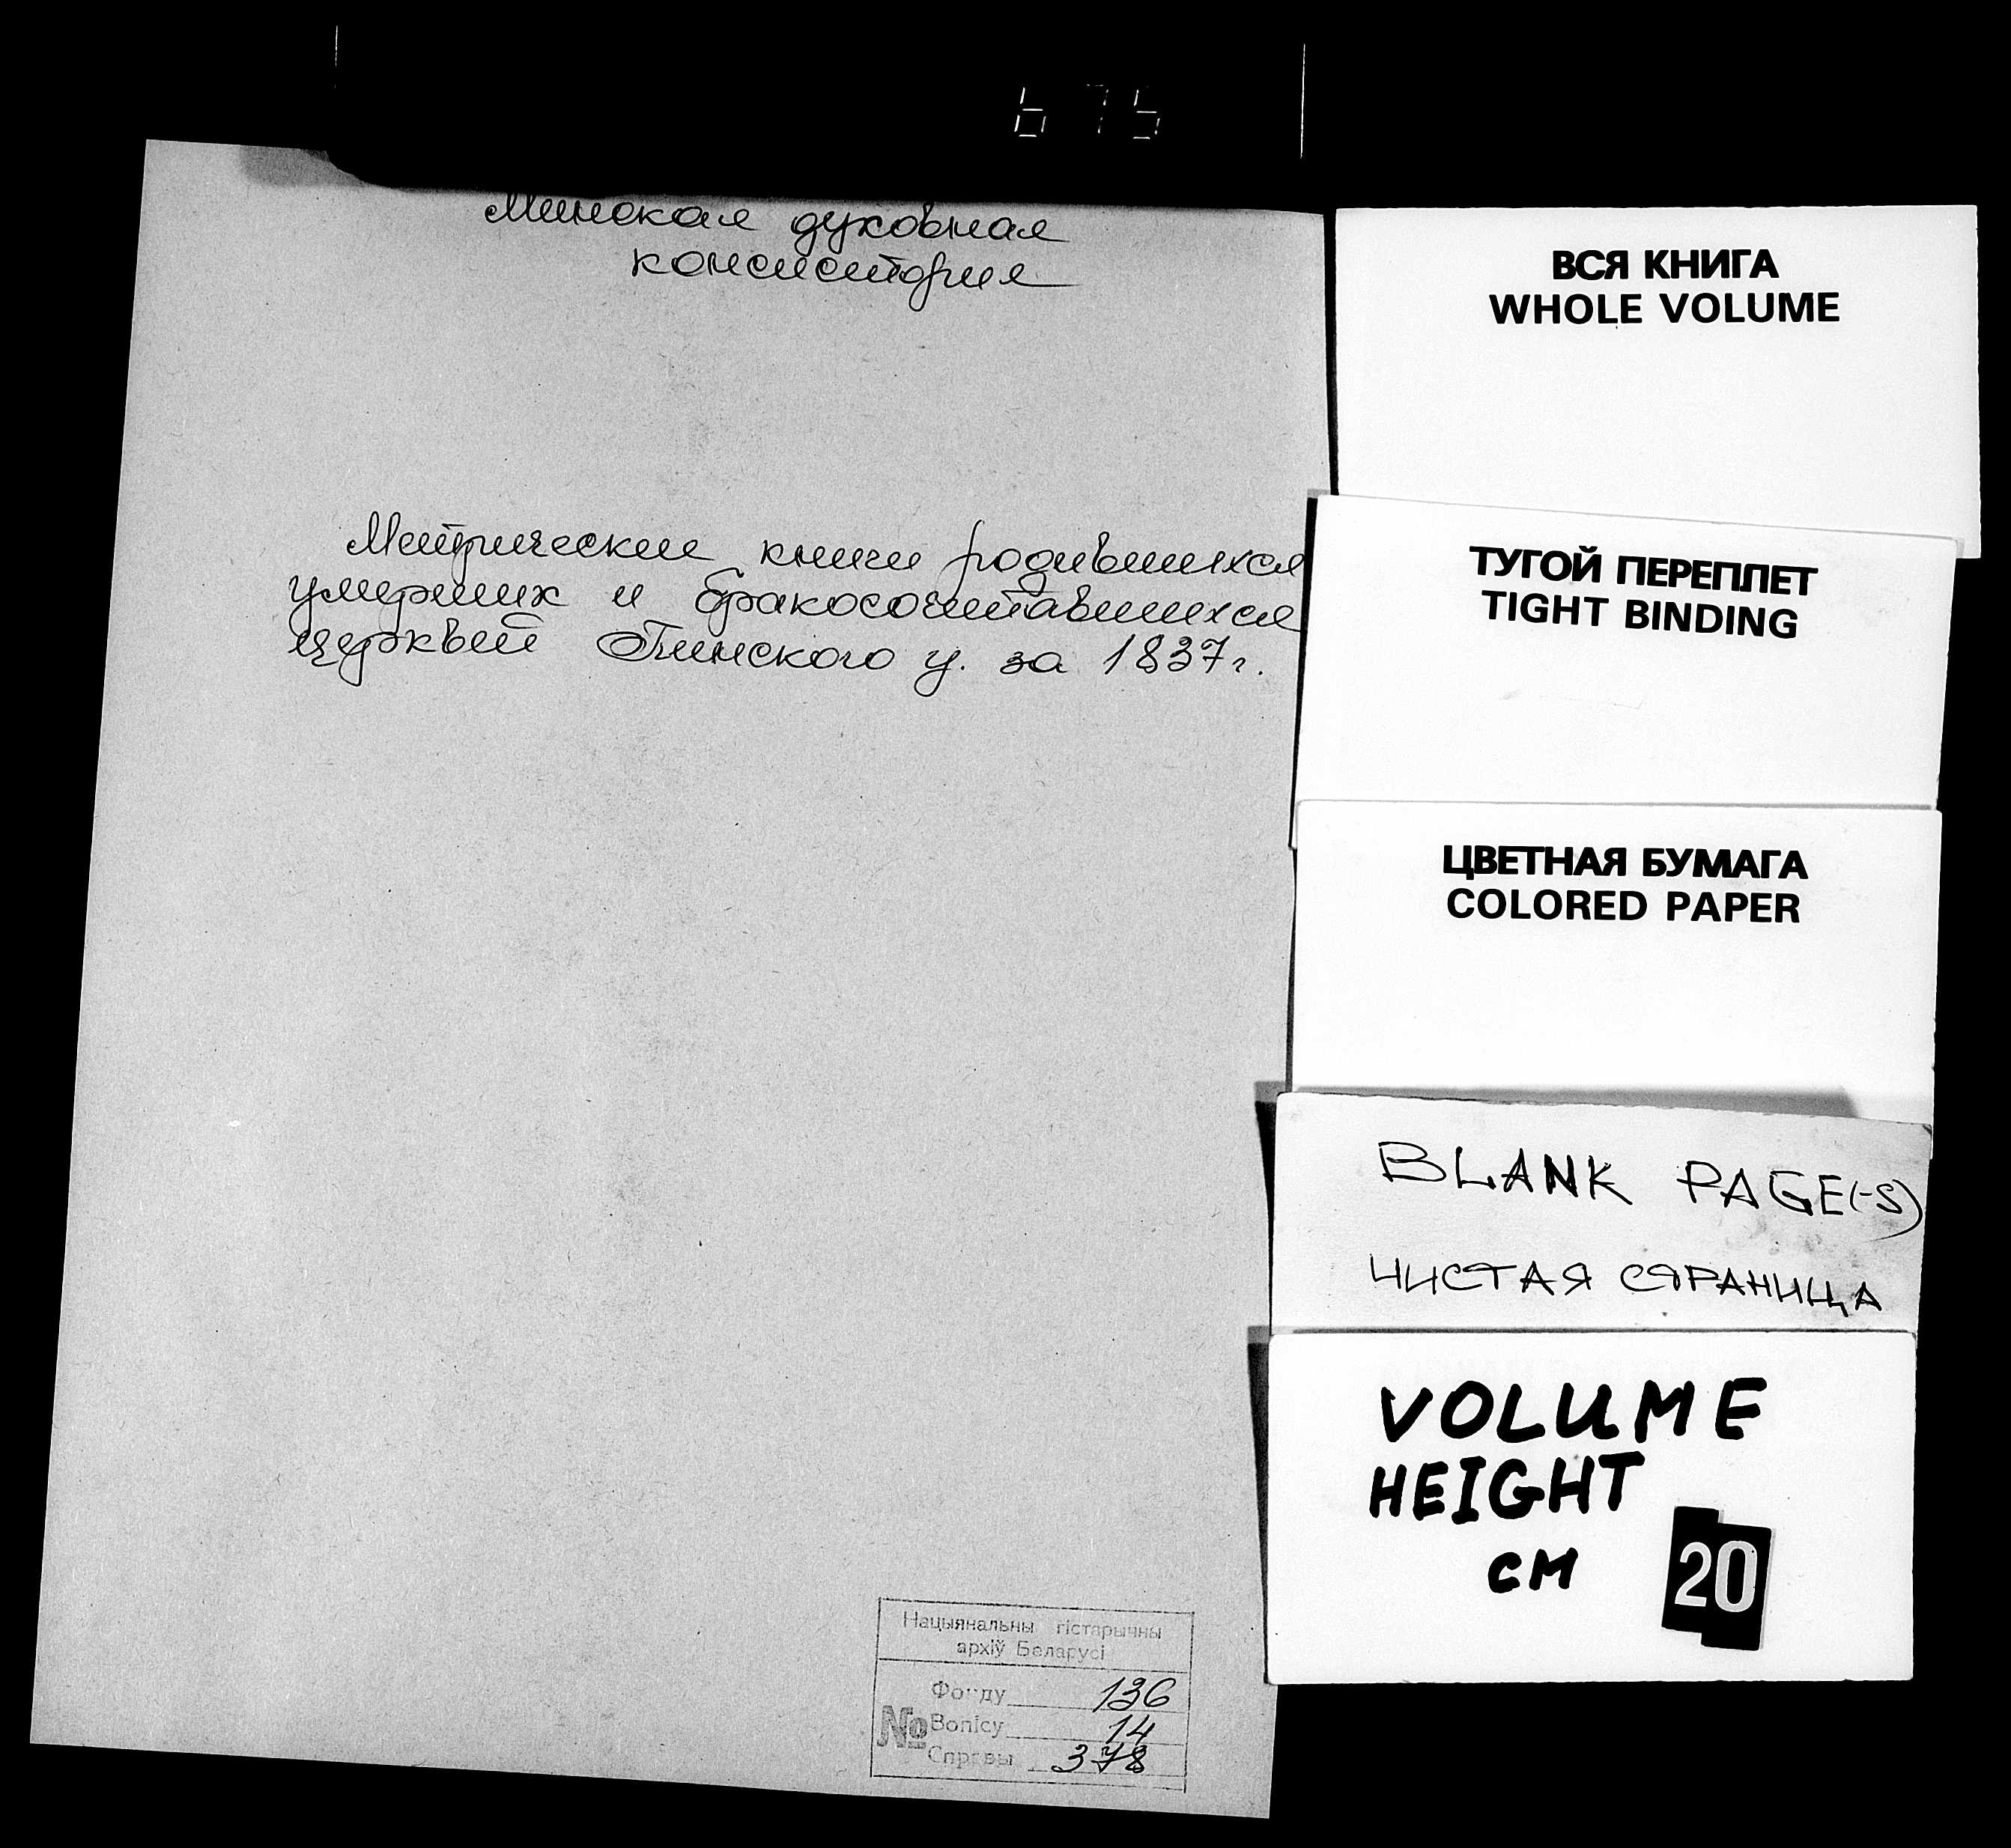 675
Минская духовная
консистория
Метрические книги родившихся
умерших и бракосочитавшихся
церквей Пинского у. за 1837 г.
Нацыянальны гістарычны
архіў Беларусі
Фонду 136
№ Вопісу 14
Справы 378
ВСЯ КНИГА
WHOLE VOLUME
ТУГОЙ ПЕРЕПЛЕТ
TIGHT BINDING
ЦВЕТНАЯ БУМАГА
COLORED PAPER
BLANK PAGE(-S)
ЧИСТАЯ СТРАНИЦА
VOLUME
HEIGHT
CM 20